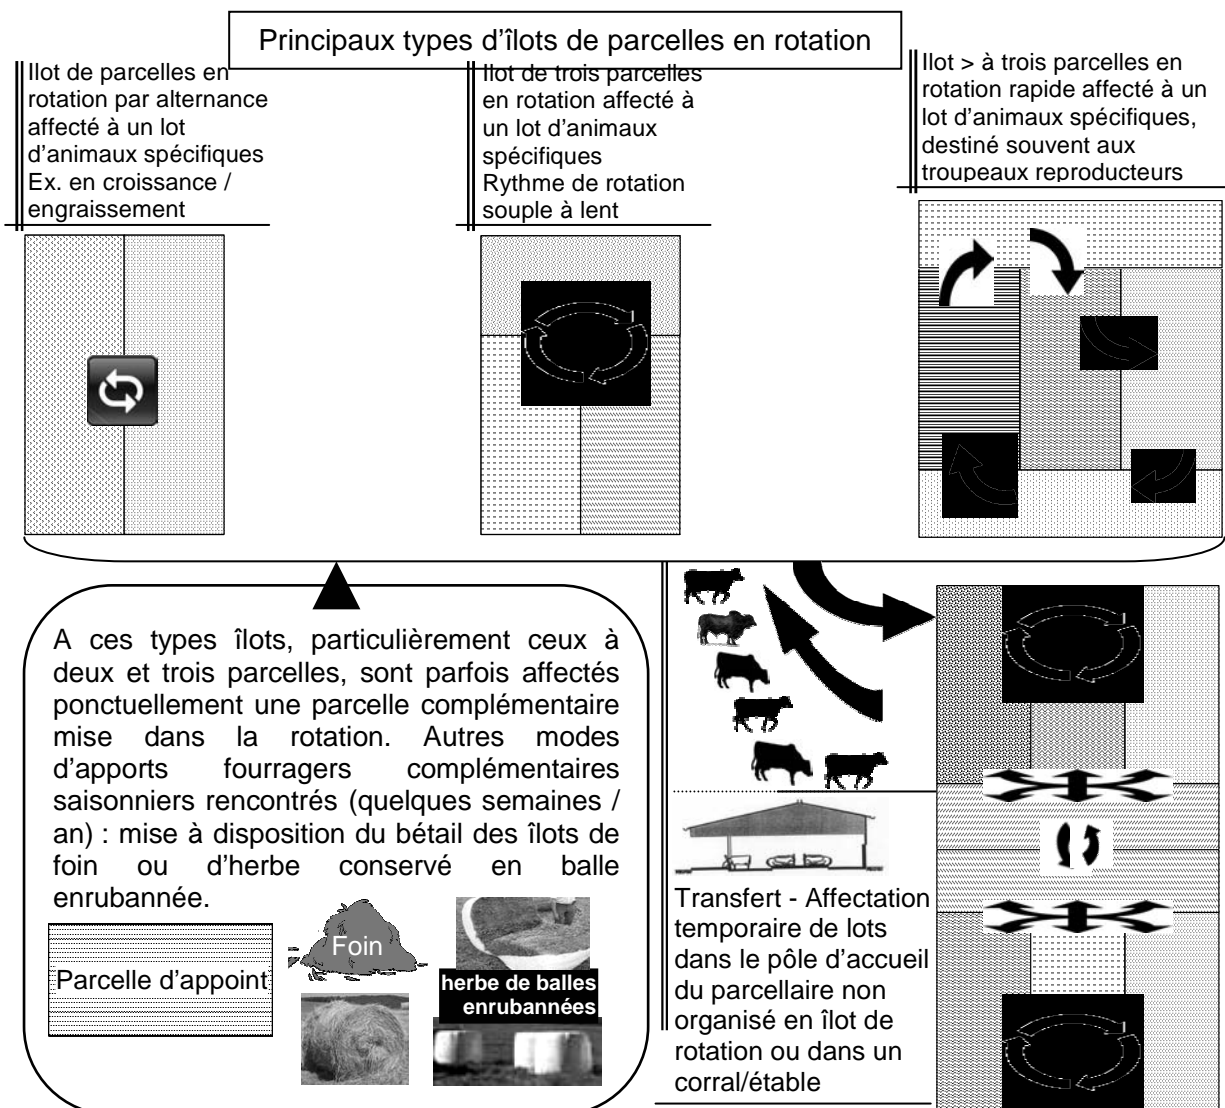 Principaux types d'îlots de parcelles en rotation
Ilot de parcelles en
rotation par alternance
affecté à un lot
d'animaux spécifiques
Ex. en croissance /
engraissement
Ilot de trois parcelles
en rotation affecté à
un lot d'animaux
spécifiques
Rythme de rotation
souple à lent
Ilot > à trois parcelles en
rotation rapide affecté à un
lot d'animaux spécifiques,
destiné souvent aux
troupeaux reproducteurs
A ces types îlots, particulièrement ceux à
deux et trois parcelles, sont parfois affectés
ponctuellement une parcelle complémentaire
mise dans la rotation. Autres modes
d'apports fourragers complémentaires
saisonniers rencontrés (quelques semaines /
an) : mise à disposition du bétail des îlots de
foin ou d'herbe conservé en balle
enrubannée.
Parcelle d'appoint
Foin
herbe de balles
enrubannées
Transfert - Affectation
temporaire de lots
dans le pôle d'accueil
du parcellaire non
organisé en îlot de
rotation ou dans un
corral/étable